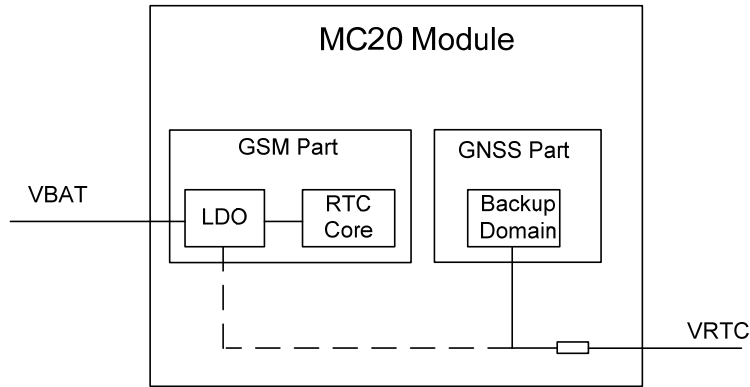 MC20 Module
GSM Part
GNSS Part
VBAT
LDO
RTC
Core
Backup
Domain
VRTC